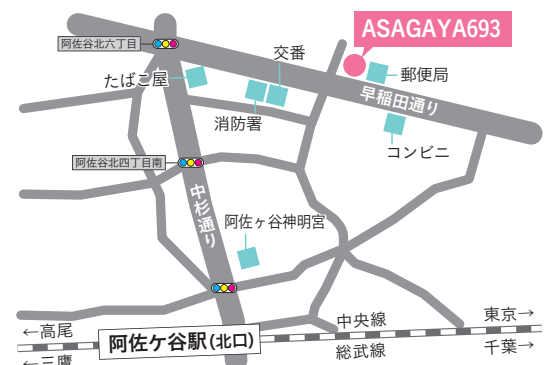 ASAGAYA693
阿佐谷北六丁目
交番
たばこ屋
郵便局
早稲田通り
消防署
コンビニ
阿佐谷北四丁目南
中杉通り
阿佐ヶ谷神明宮
←高尾
中央線
東京→
阿佐ケ谷駅(北口)
←三鷹
総武線
千葉→